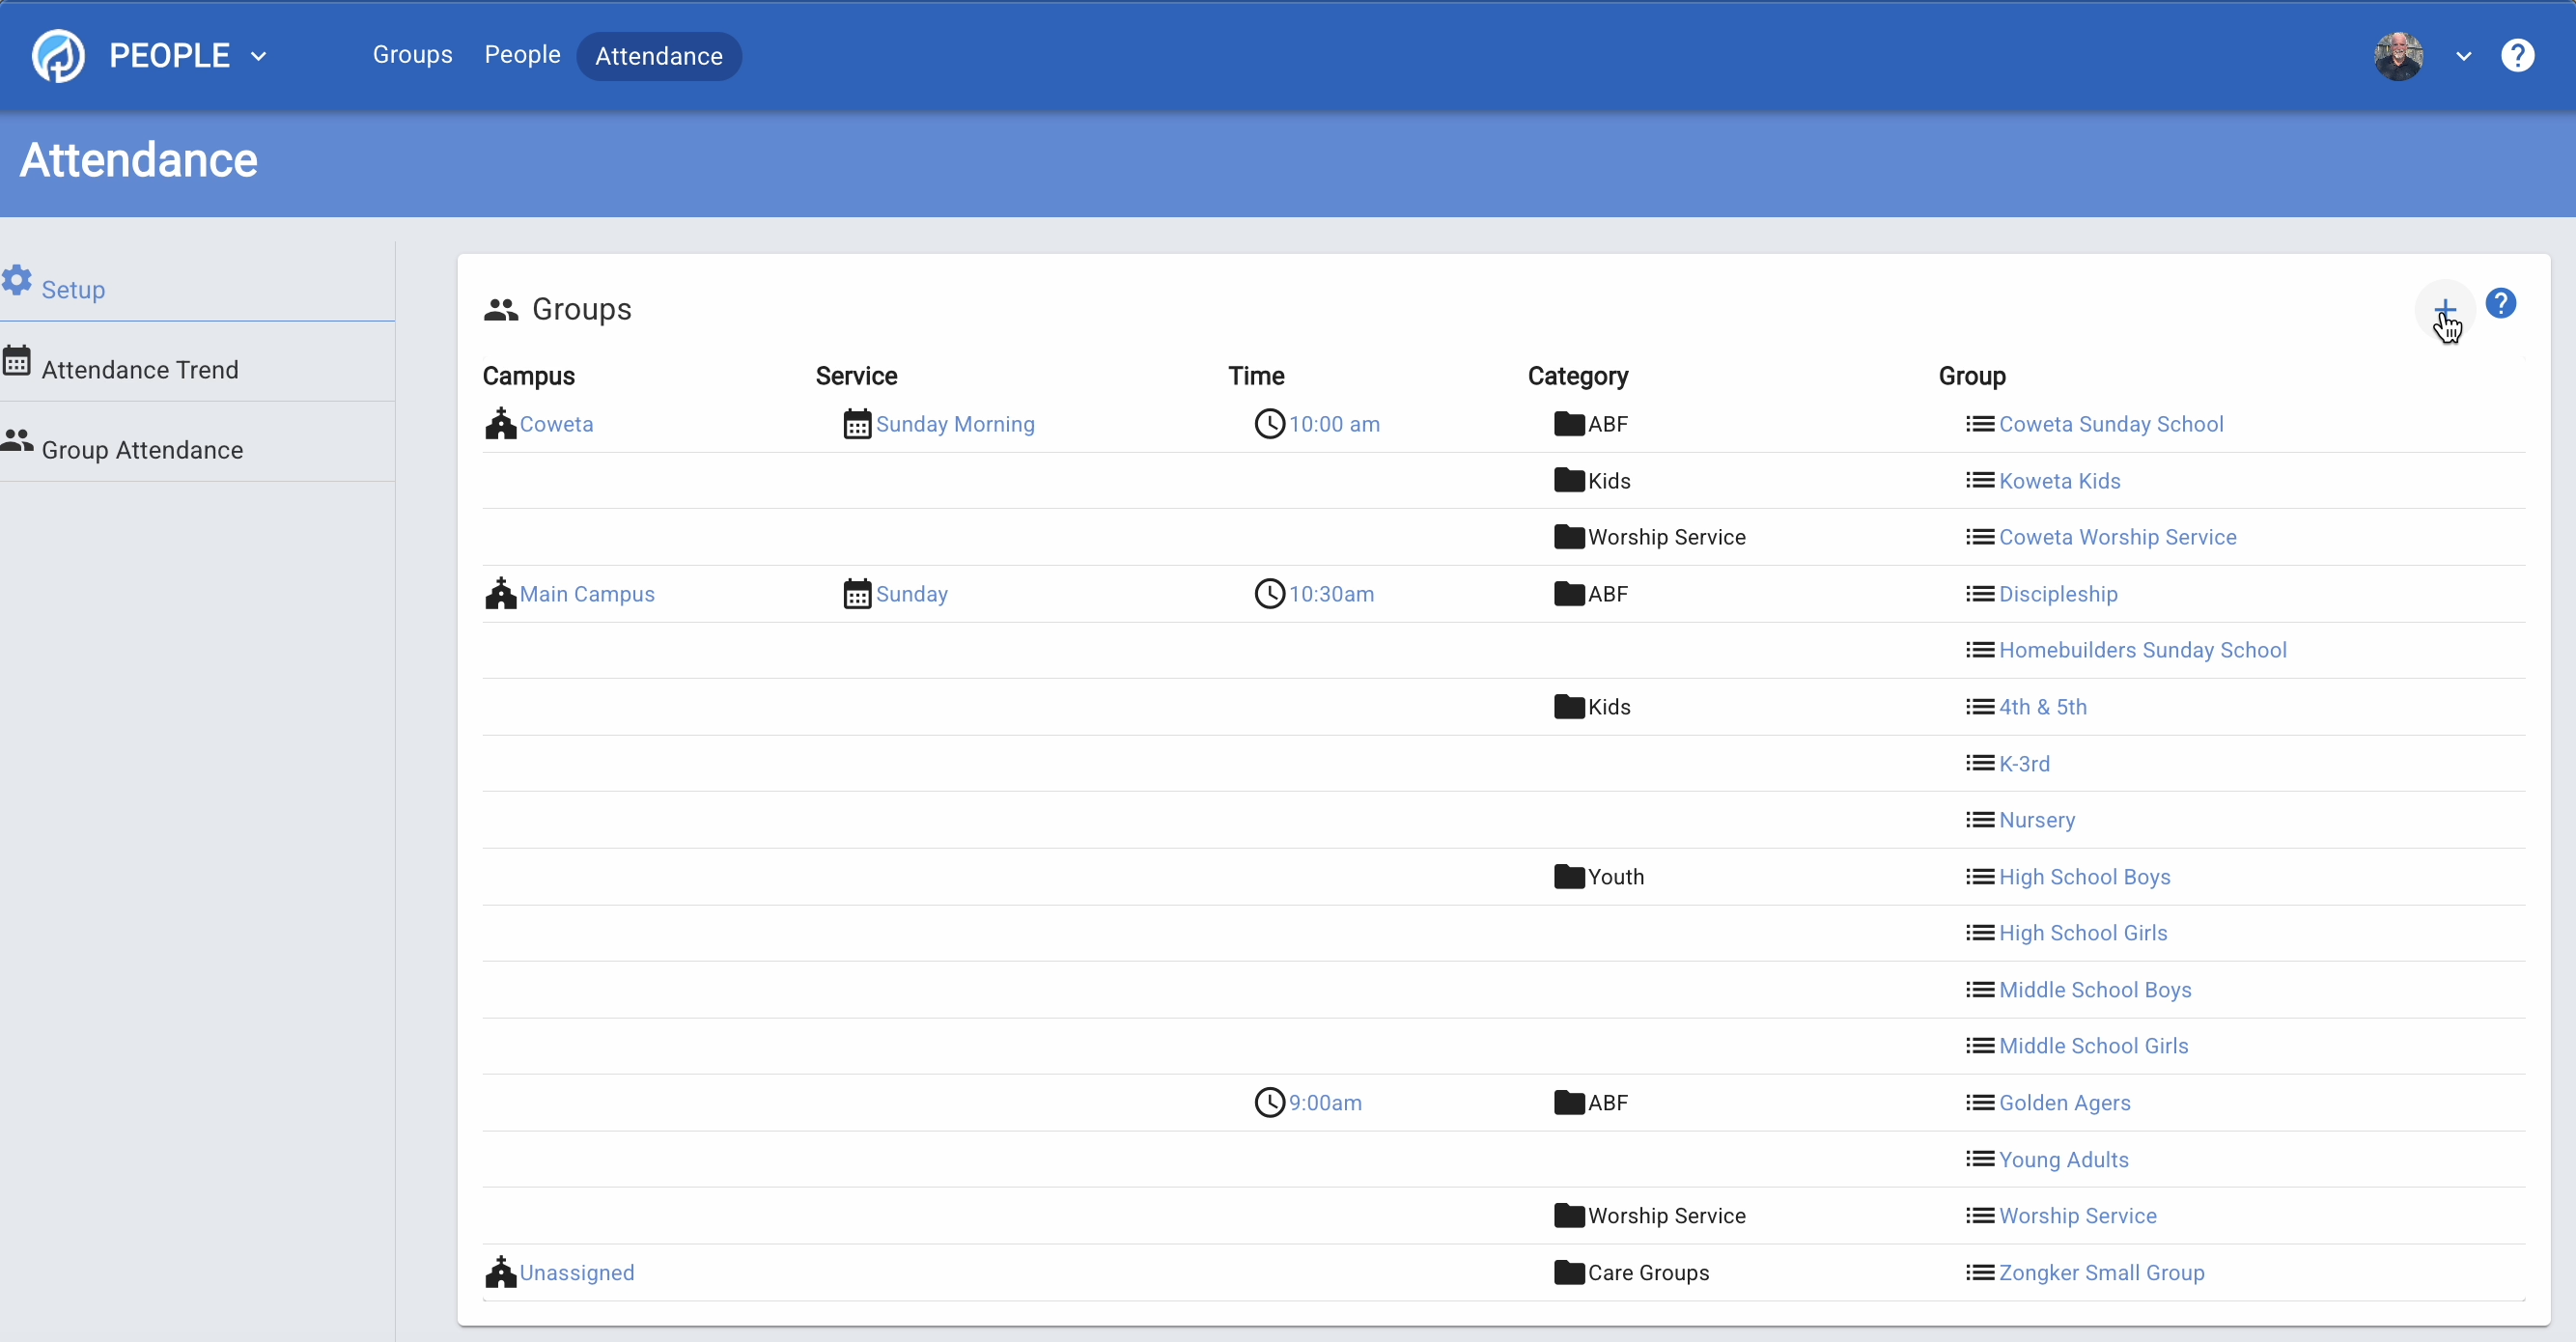 PEOPLE Groups People Attendance ?
Attendance
Setup
Attendance Trend
Group Attendance
Groups + ?
Campus Service Time Category Group
Coweta Sunday Morning 10:00 am ABF Coweta Sunday School
Kids Koweta Kids
Worship Service Coweta Worship Service
Main Campus Sunday 10:30am ABF Discipleship
Homebuilders Sunday School
Kids 4th & 5th
K-3rd
Nursery
Youth High School Boys
High School Girls
Middle School Boys
Middle School Girls
9:00am ABF Golden Agers
Young Adults
Worship Service Worship Service
Unassigned Care Groups Zongker Small Group